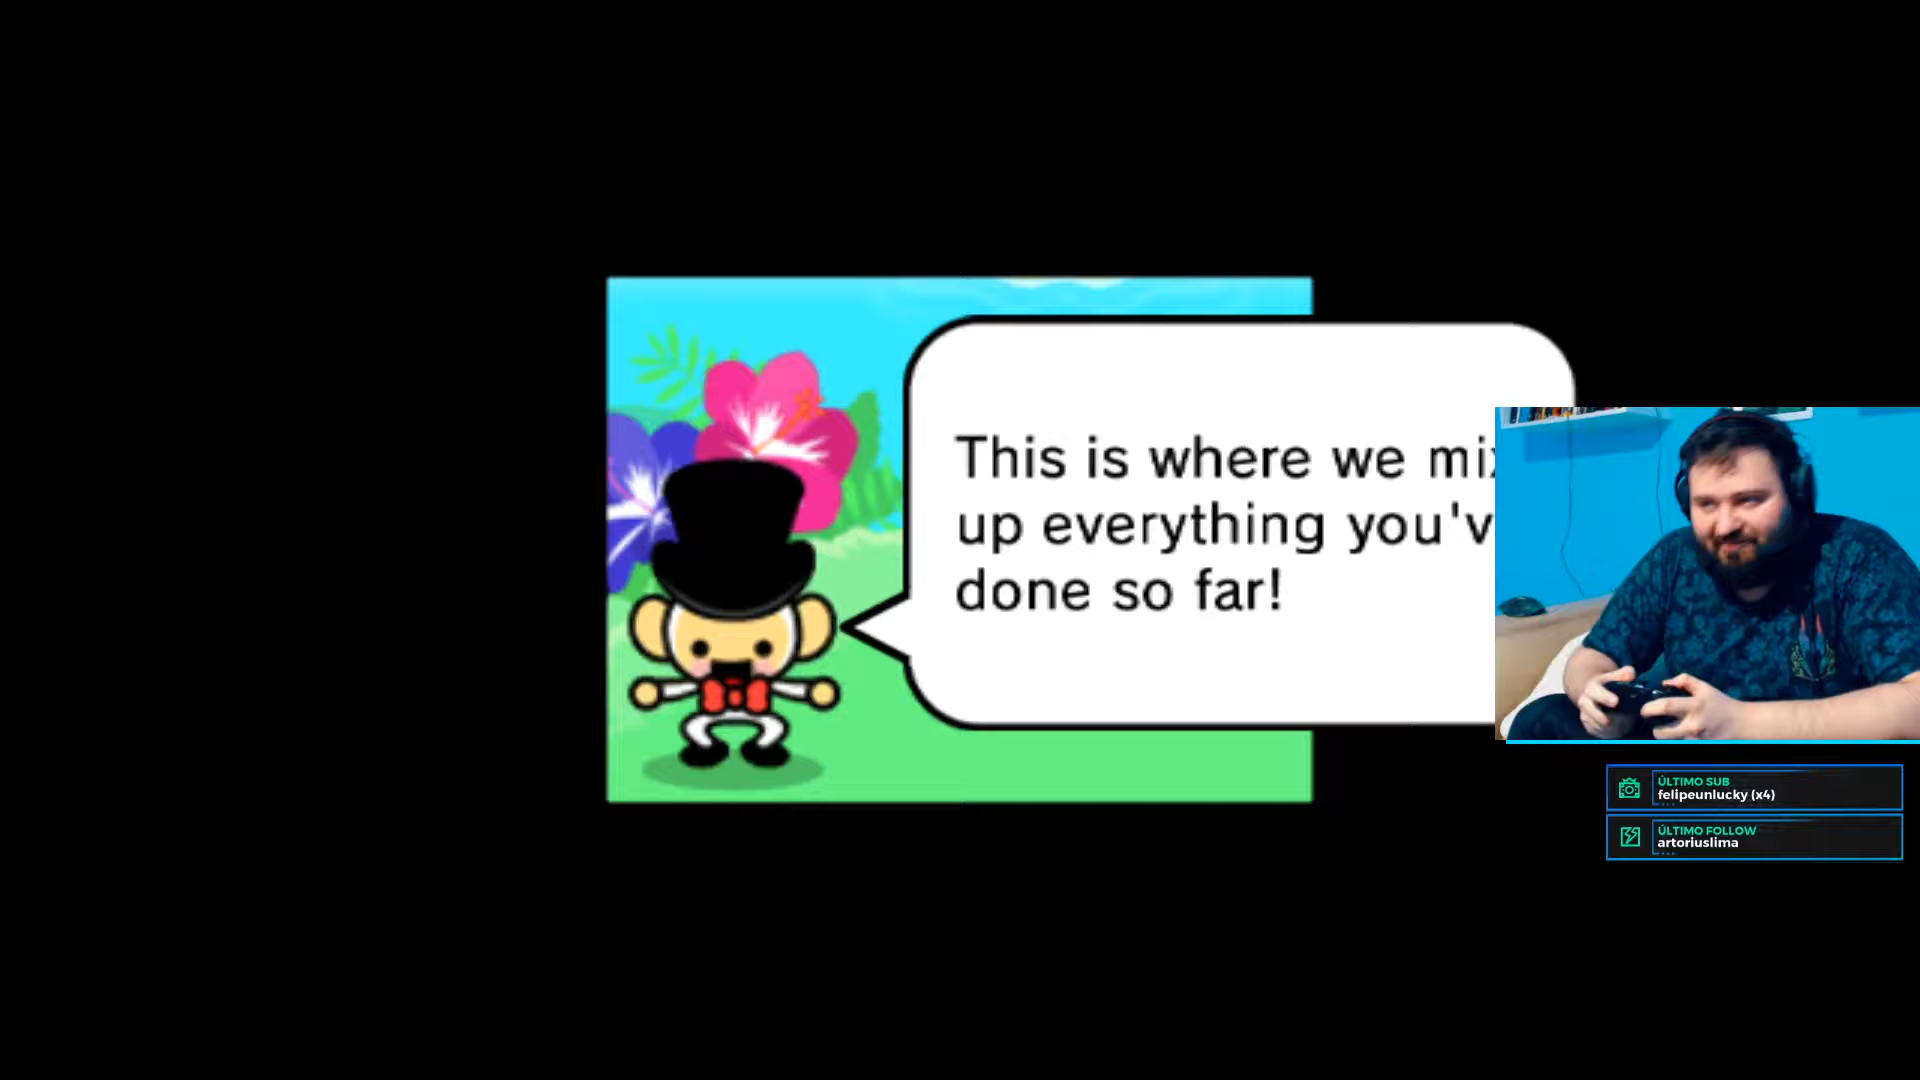 This is where we mi
up everything you'v
done so far!
ÚLTIMO SUB
felipeunlucky (x4)
ÚLTIMO FOLLOW
artoriuslima